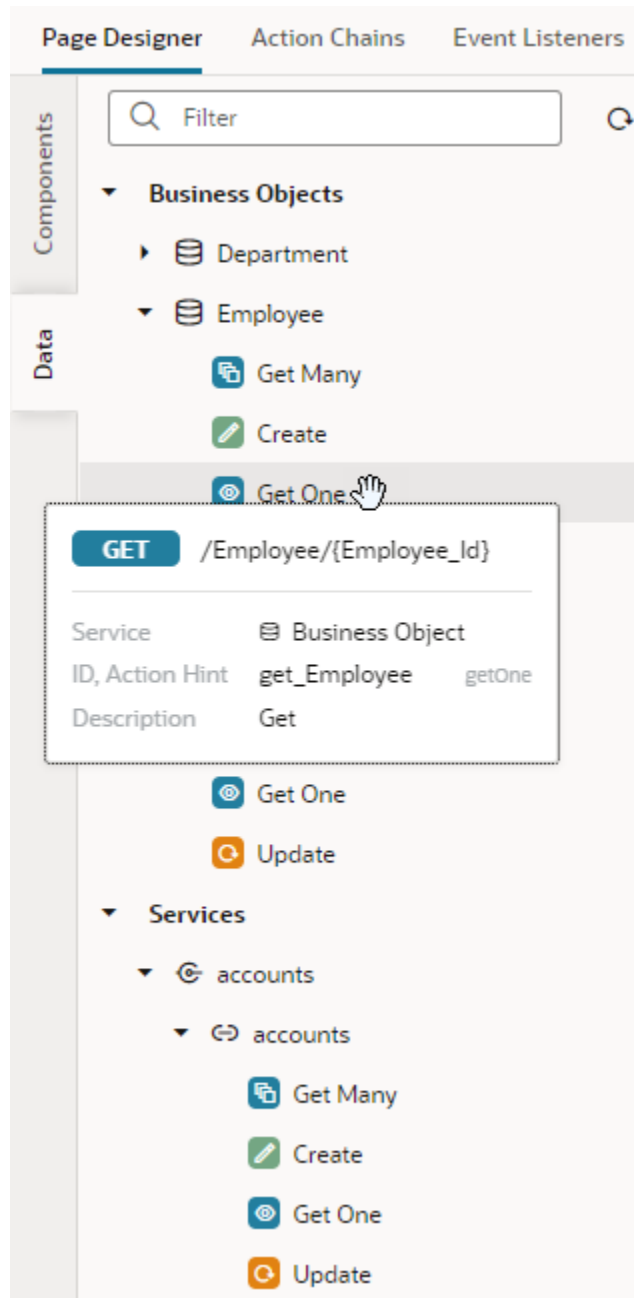 Page Designer Action Chains Event Listeners
Components
Data
Filter
Business Objects
Department
Employee
Get Many
Create
Get One
GET /Employee/{Employee_Id}
Service Business Object
ID, Action Hint get_Employee getOne
Description Get
Get One
Update
Services
accounts
accounts
Get Many
Create
Get One
Update